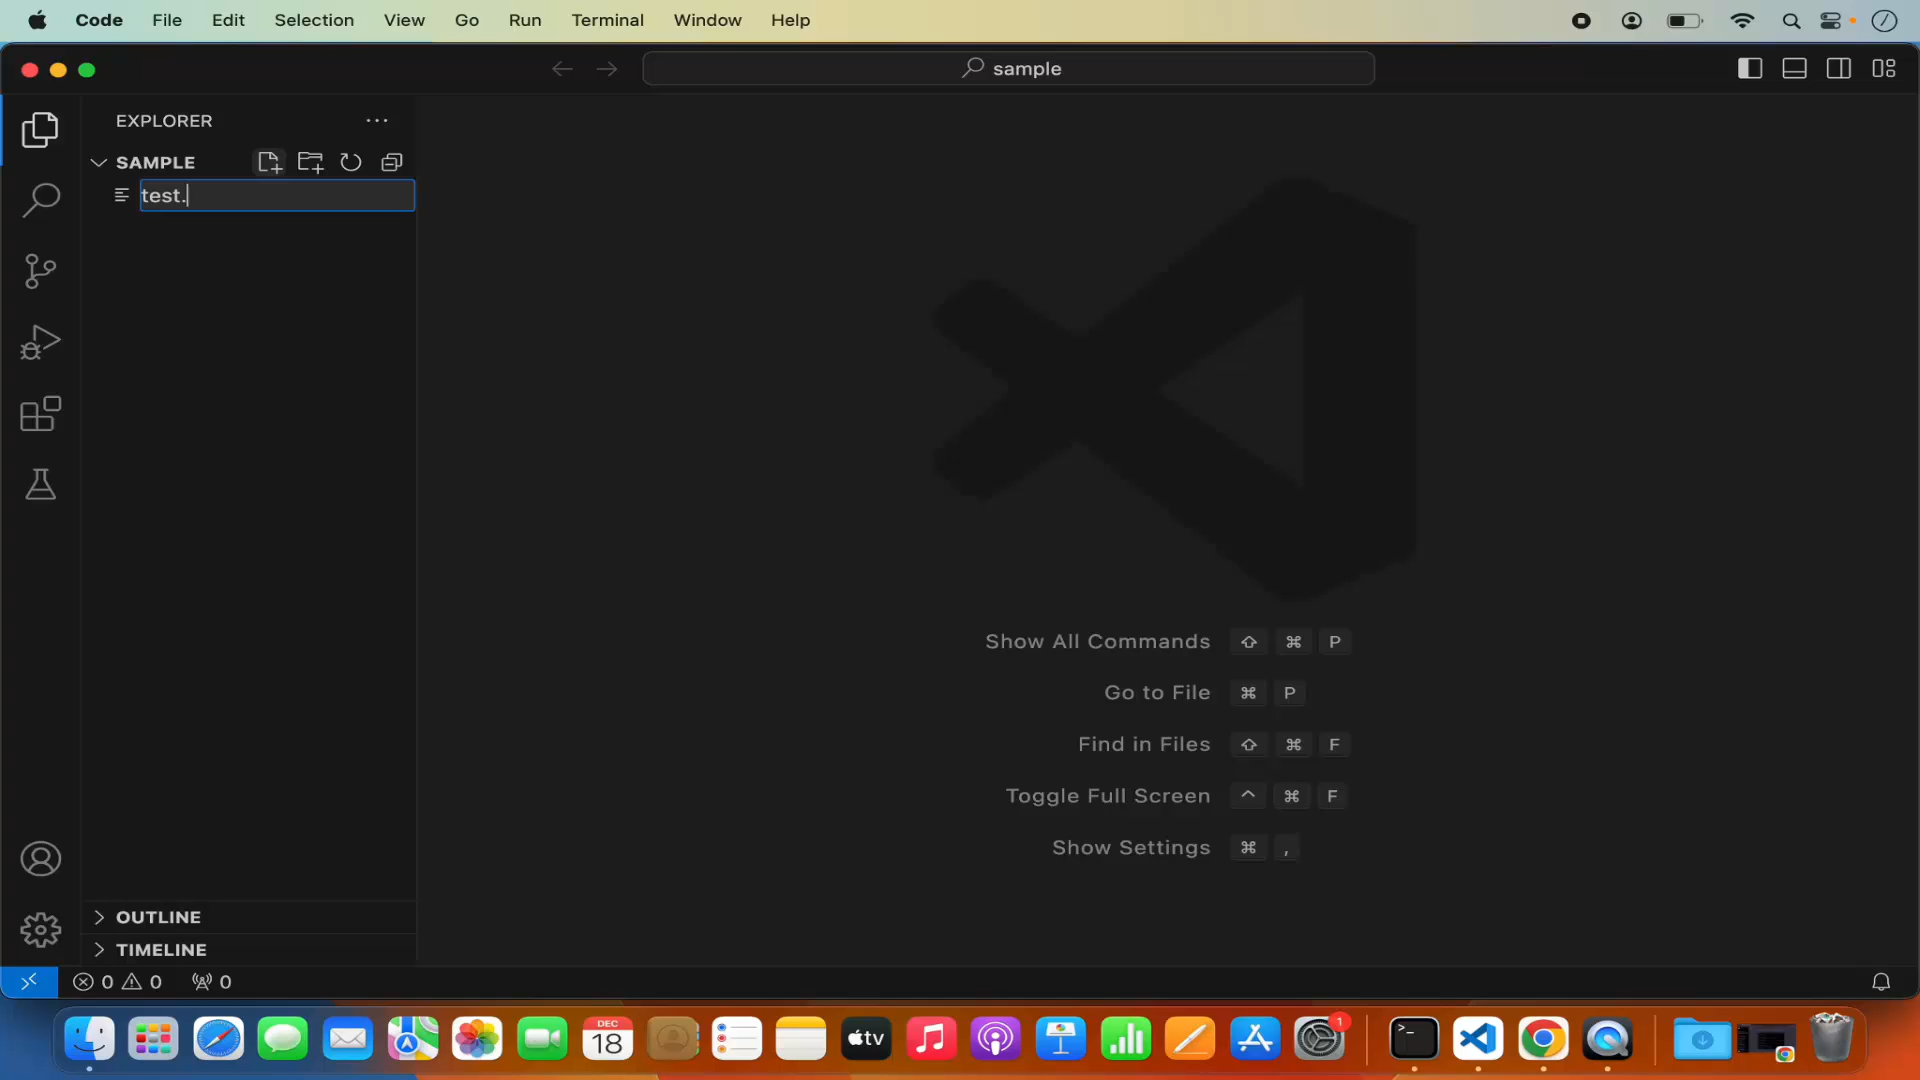 Code File Edit Selection View Go Run Terminal Window Help
sample
EXPLORER
SAMPLE
test.
Show All Commands ⇧ ⌘ P
Go to File ⌘ P
Find in Files ⇧ ⌘ F
Toggle Full Screen ^ ⌘ F
Show Settings ⌘ ,
OUTLINE
TIMELINE
0 0 0
DEC
18
tv
1